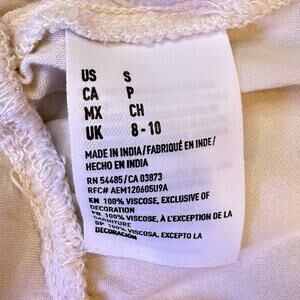 US S
CA P
MX CH
UK 8-10
MADE IN INDIA/FABRIQUÉ EN INDE/
HECHO EN INDIA
RN 54485/CA 03873
RFC# AEM120605U9A
EN 100% VISCOSE, EXCLUSIVE OF
DECORATION
FR 100% VISCOSE, À L'EXCEPTION DE LA
GARNITURE
SP 100% VISCOSA, EXCEPTO LA
DECORACIÓN